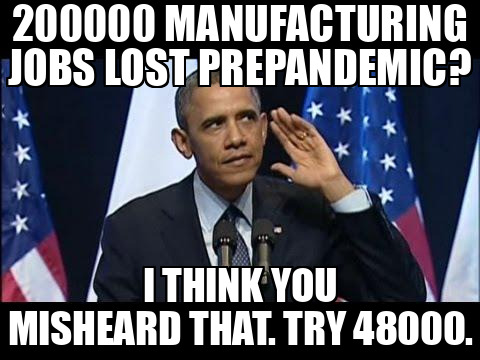 200000 MANUFACTURING
JOBS LOST PREPANDEMIC?
I THINK YOU
MISHEARD THAT. TRY 48000.